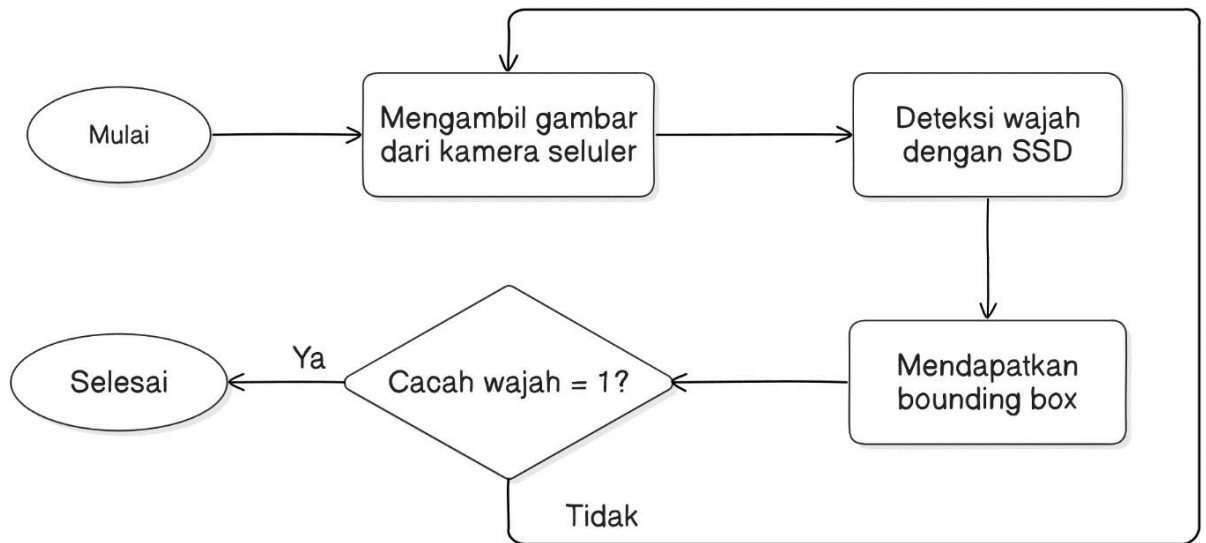 Mulai
Mengambil gambar
dari kamera seluler
Deteksi wajah
dengan SSD
Mendapatkan
bounding box
Cacah wajah = 1?
Ya
Selesai
Tidak